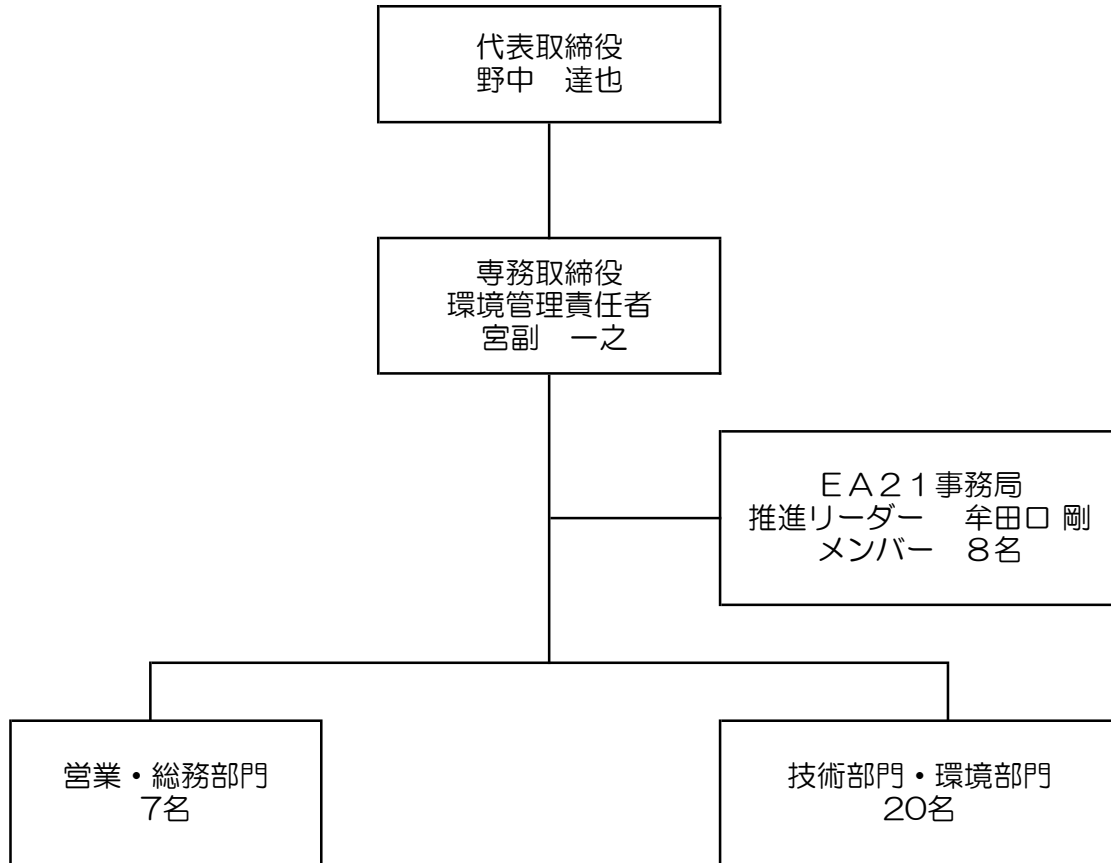 代表取締役
野中　達也
専務取締役
環境管理責任者
宮副　一之
ＥＡ２１事務局
推進リーダー　牟田口 剛
メンバー　８名
営業・総務部門
7名
技術部門・環境部門
20名